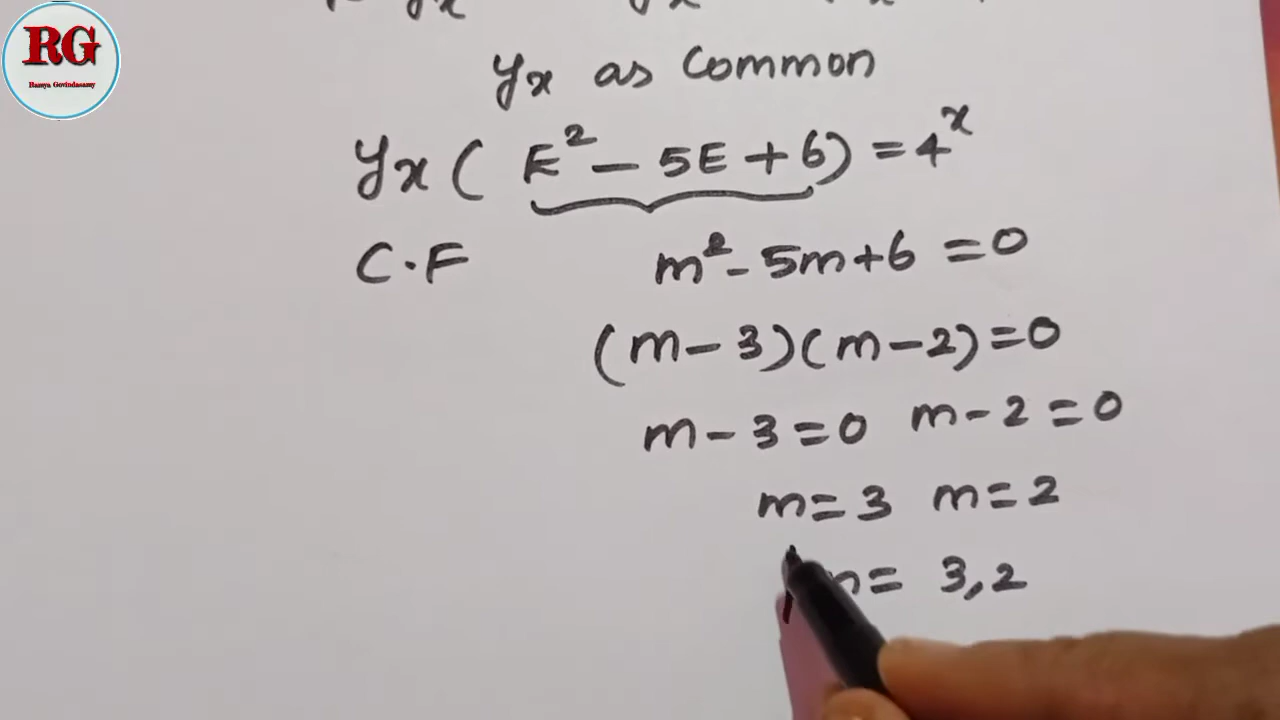 RG
Ramya Govindasamy
yx as common
yx ( E² - 5E + 6) = 4^x
C.F m² - 5m + 6 = 0
(m - 3)(m - 2) = 0
m - 3 = 0 m - 2 = 0
m = 3 m = 2
m = 3,2